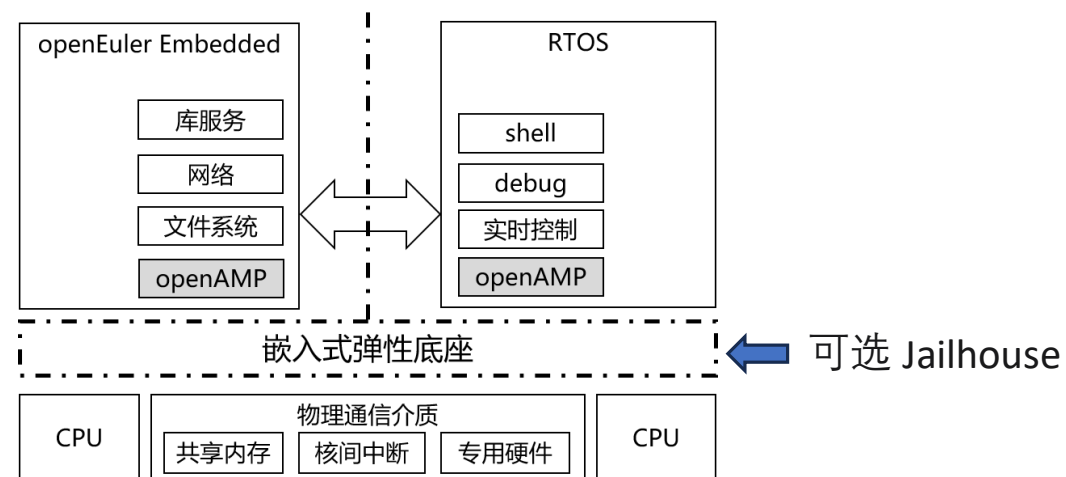 openEuler Embedded
库服务
网络
文件系统
openAMP
RTOS
shell
debug
实时控制
openAMP
嵌入式弹性底座
可选 Jailhouse
CPU
物理通信介质
共享内存
核间中断
专用硬件
CPU